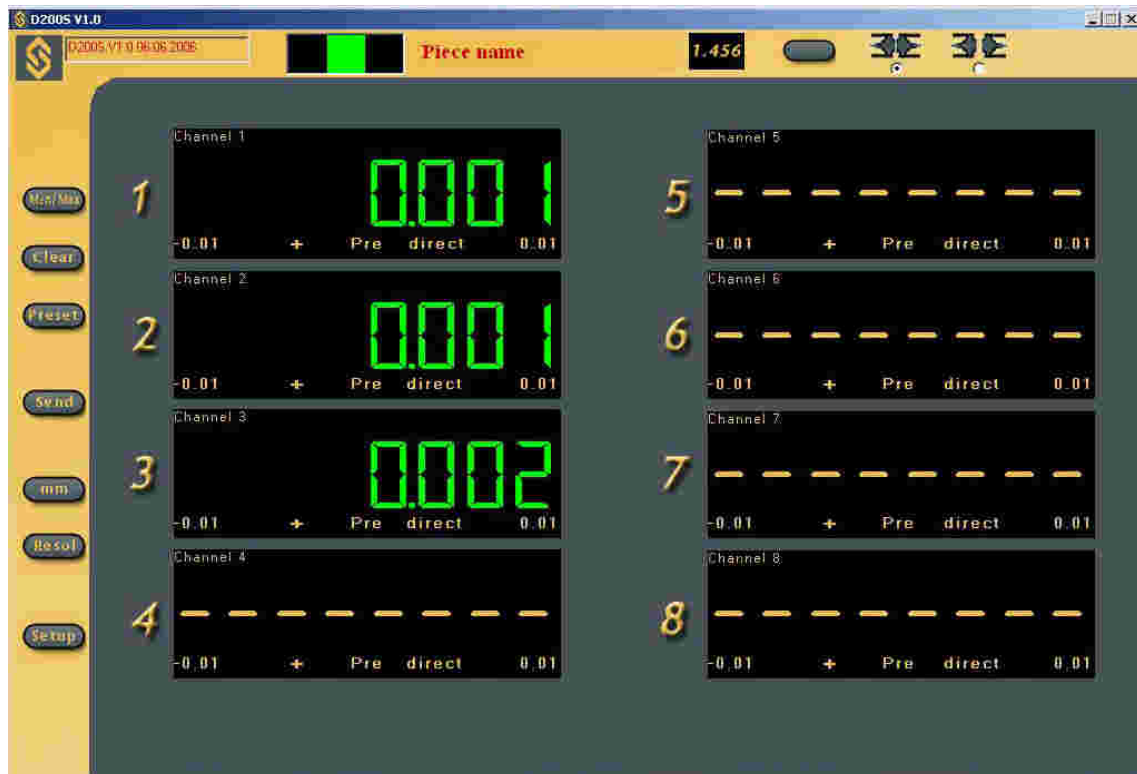 D200S V1.0
D200S V1.0 06.06.2006
Piece name
1.456
Min/Max
Clear
Preset
Send
mm
Resol
Setup
1
Channel 1
0.001
-0.01 + Pre direct 0.01
2
Channel 2
0.001
-0.01 + Pre direct 0.01
3
Channel 3
0.002
-0.01 + Pre direct 0.01
4
Channel 4
- - - - - - - -
-0.01 + Pre direct 0.01
5
Channel 5
- - - - - - - -
-0.01 + Pre direct 0.01
6
Channel 6
- - - - - - - -
-0.01 + Pre direct 0.01
7
Channel 7
- - - - - - - -
-0.01 + Pre direct 0.01
8
Channel 8
- - - - - - - -
-0.01 + Pre direct 0.01